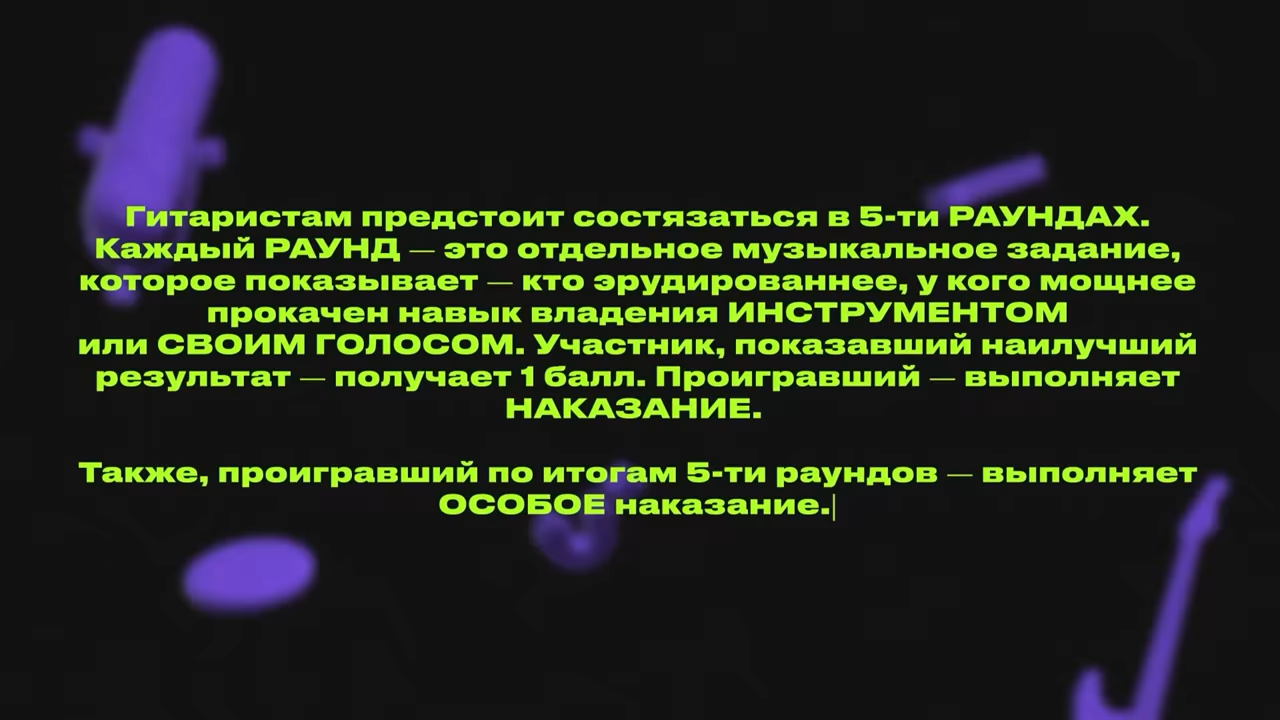 Гитаристам предстоит состязаться в 5-ти РАУНДАХ.
Каждый РАУНД — это отдельное музыкальное задание,
которое показывает — кто эрудированнее, у кого мощнее
прокачен навык владения ИНСТРУМЕНТОМ
или СВОИМ ГОЛОСОМ. Участник, показавший наилучший
результат — получает 1 балл. Проигравший — выполняет
НАКАЗАНИЕ.
Также, проигравший по итогам 5-ти раундов — выполняет
ОСОБОЕ наказание.|